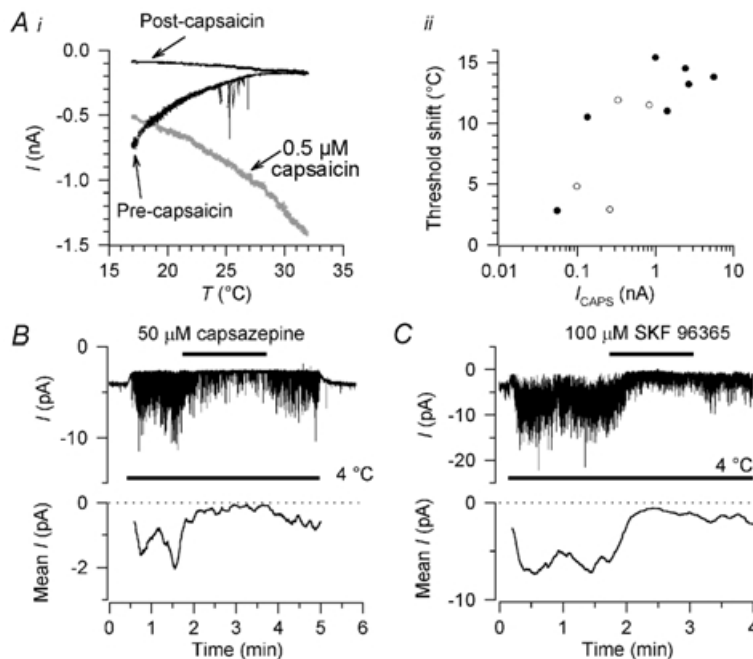 A i
ii
Post-capsaicin
0.0
-0.5
-1.0
-1.5
I (nA)
0.5 µM
capsaicin
Pre-capsaicin
15 20 25 30 35
T (°C)
15
10
5
0
Threshold shift (°C)
0.01 0.1 1 10
I CAPS (nA)
B
50 µM capsazepine
0
-10
I (pA)
4 °C
0
-2
Mean I (pA)
0 1 2 3 4 5 6
Time (min)
C
100 µM SKF 96365
0
-10
-20
I (pA)
4 °C
0
-10
Mean I (pA)
0 1 2 3 4
Time (min)